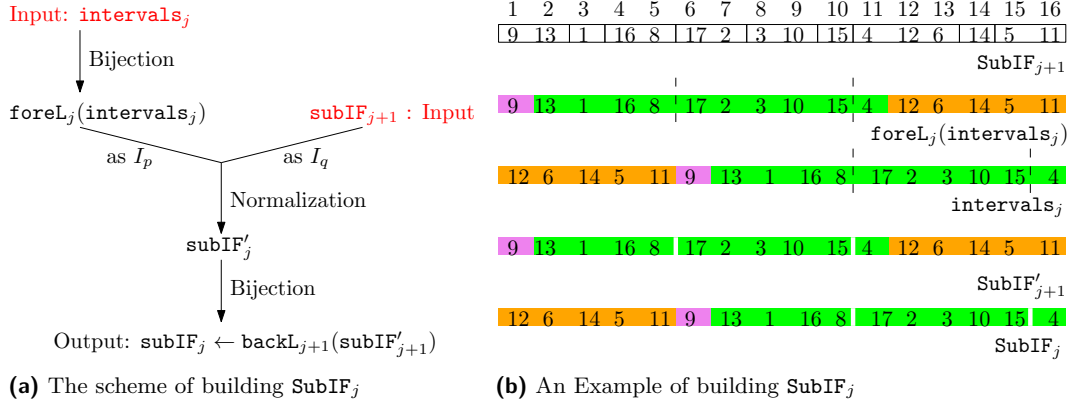 Input: intervals_j
Bijection
foreL_j(intervals_j)
subIF_{j+1} : Input
as I_p
as I_q
Normalization
subIF'_j
Bijection
Output: subIF_j ← backL_{j+1}(subIF'_{j+1})
(a) The scheme of building SubIF_j
1 2 3 4 5 6 7 8 9 10 11 12 13 14 15 16
9 13 1 16 8 17 2 3 10 15 4 12 6 14 5 11
SubIF_{j+1}
9 13 1 16 8 17 2 3 10 15 4 12 6 14 5 11
foreL_j(intervals_j)
12 6 14 5 11 9 13 1 16 8 17 2 3 10 15 4
intervals_j
9 13 1 16 8 17 2 3 10 15 4 12 6 14 5 11
SubIF'_{j+1}
12 6 14 5 11 9 13 1 16 8 17 2 3 10 15 4
SubIF_j
(b) An Example of building SubIF_j